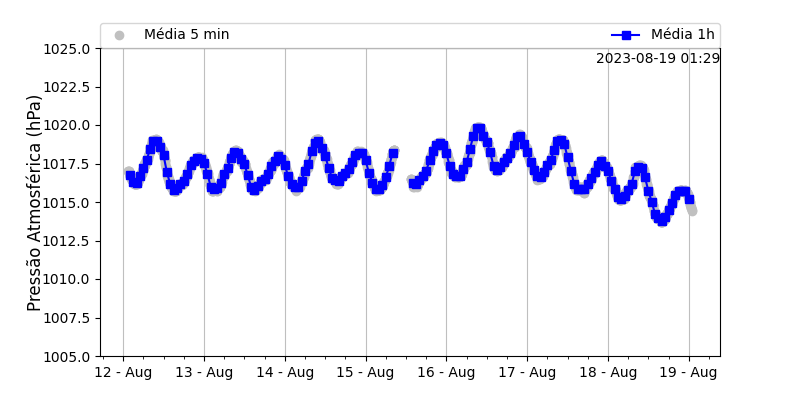 Média 5 min
Média 1h
2023-08-19 01:29
Pressão Atmosférica (hPa)
1025.0
1022.5
1020.0
1017.5
1015.0
1012.5
1010.0
1007.5
1005.0
12 - Aug
13 - Aug
14 - Aug
15 - Aug
16 - Aug
17 - Aug
18 - Aug
19 - Aug